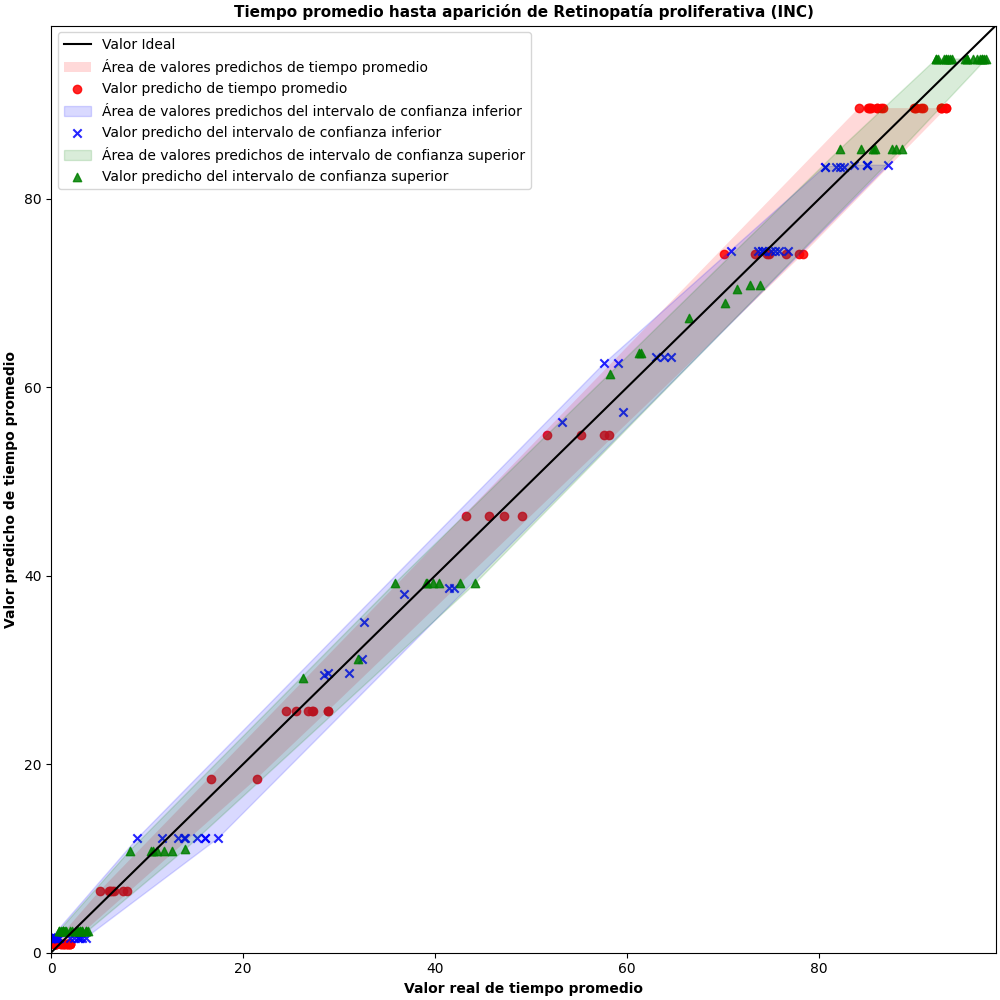 Tiempo promedio hasta aparición de Retinopatía proliferativa (INC)
Valor Ideal
Área de valores predichos de tiempo promedio
Valor predicho de tiempo promedio
Área de valores predichos del intervalo de confianza inferior
Valor predicho del intervalo de confianza inferior
Área de valores predichos de intervalo de confianza superior
Valor predicho del intervalo de confianza superior
Valor predicho de tiempo promedio
80
60
40
20
0
0 20 40 60 80
Valor real de tiempo promedio